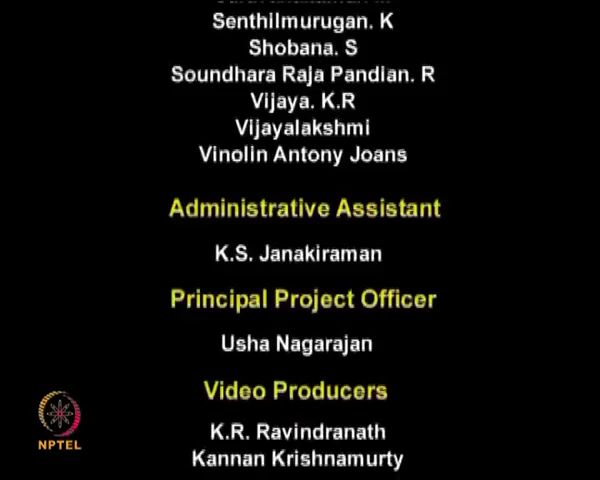 Senthilmurugan. K
Shobana. S
Soundhara Raja Pandian. R
Vijaya. K.R
Vijayalakshmi
Vinolin Antony Joans
Administrative Assistant
K.S. Janakiraman
Principal Project Officer
Usha Nagarajan
Video Producers
K.R. Ravindranath
Kannan Krishnamurty
NPTEL